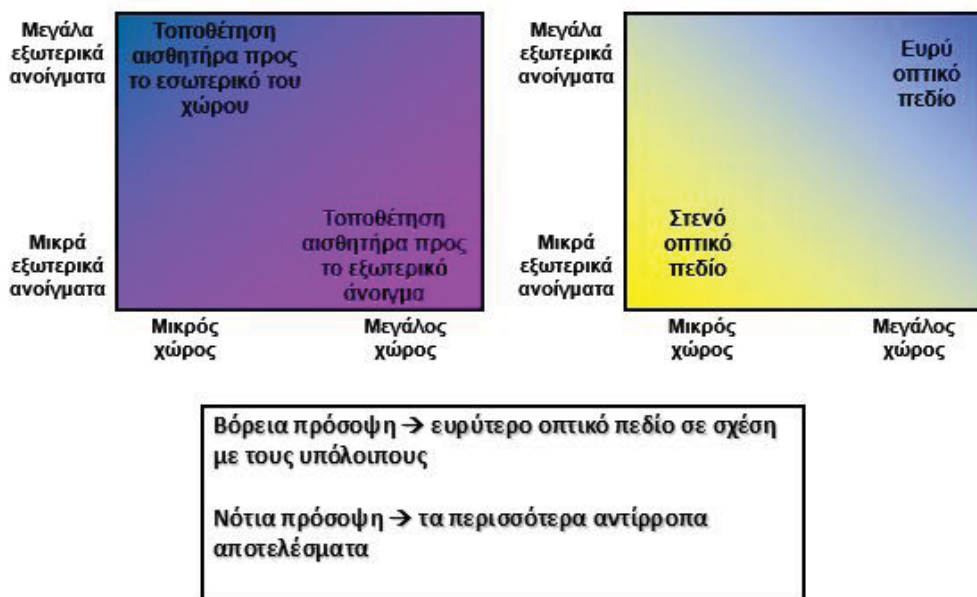 Μεγάλα
εξωτερικά
ανοίγματα
Τοποθέτηση
αισθητήρα προς
το εσωτερικό του
χώρου
Τοποθέτηση
αισθητήρα προς
το εξωτερικό
άνοιγμα
Μικρά
εξωτερικά
ανοίγματα
Μικρός
χώρος
Μεγάλος
χώρος
Μεγάλα
εξωτερικά
ανοίγματα
Ευρύ
οπτικό
πεδίο
Στενό
οπτικό
πεδίο
Μικρά
εξωτερικά
ανοίγματα
Μικρός
χώρος
Μεγάλος
χώρος
Βόρεια πρόσοψη → ευρύτερο οπτικό πεδίο σε σχέση
με τους υπόλοιπους
Νότια πρόσοψη → τα περισσότερα αντίρροπα
αποτελέσματα